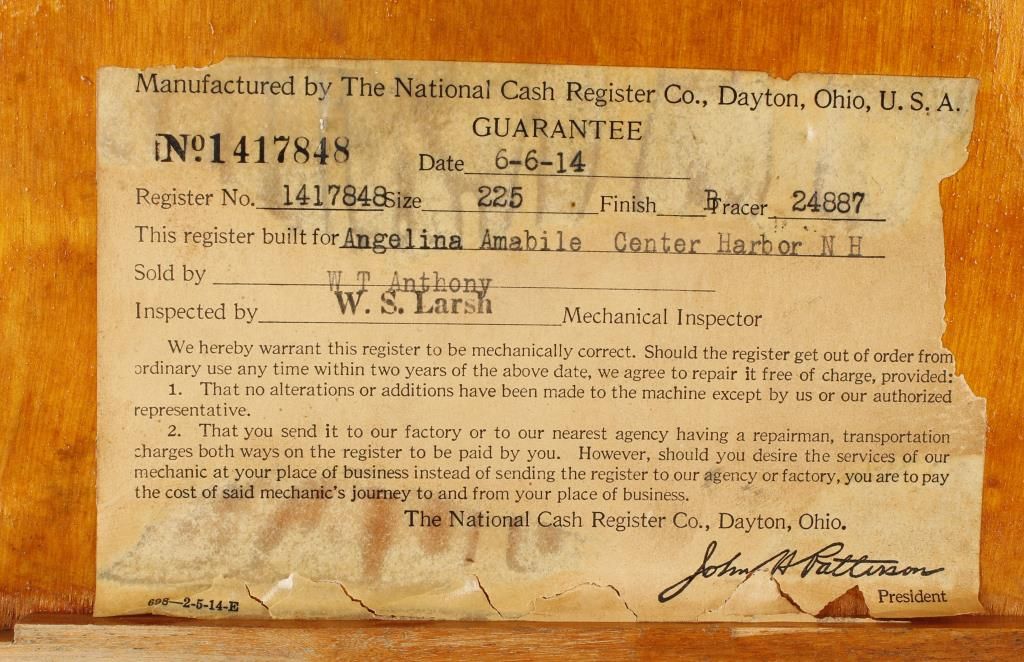 Manufactured by The National Cash Register Co., Dayton, Ohio, U. S. A.
GUARANTEE
No 1417848
Date 6-6-14
Register No. 1417848 Size 225 Finish B Tracer 24887
This register built for Angelina Amabile Center Harbor N H
Sold by W T Anthony
Inspected by W. S. Larsh Mechanical Inspector
We hereby warrant this register to be mechanically correct. Should the register get out of order from
ordinary use any time within two years of the above date, we agree to repair it free of charge, provided:
1. That no alterations or additions have been made to the machine except by us or our authorized
representative.
2. That you send it to our factory or to our nearest agency having a repairman, transportation
charges both ways on the register to be paid by you. However, should you desire the services of our
mechanic at your place of business instead of sending the register to our agency or factory, you are to pay
the cost of said mechanic's journey to and from your place of business.
The National Cash Register Co., Dayton, Ohio.
John H Patterson
President
698—2-5-14-E